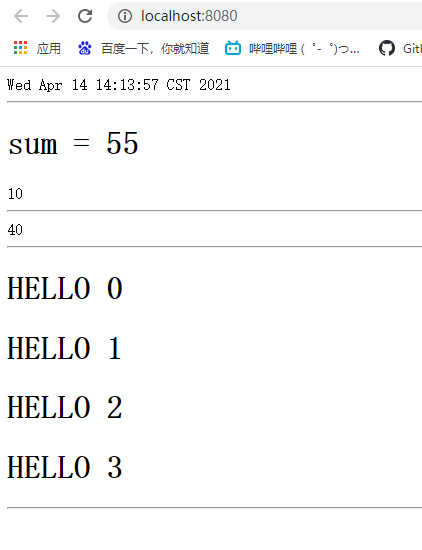 localhost:8080
应用 百度一下，你就知道 哔哩哔哩 ( ゜- ゜)つ... Git
Wed Apr 14 14:13:57 CST 2021
sum = 55
10
40
HELLO 0
HELLO 1
HELLO 2
HELLO 3